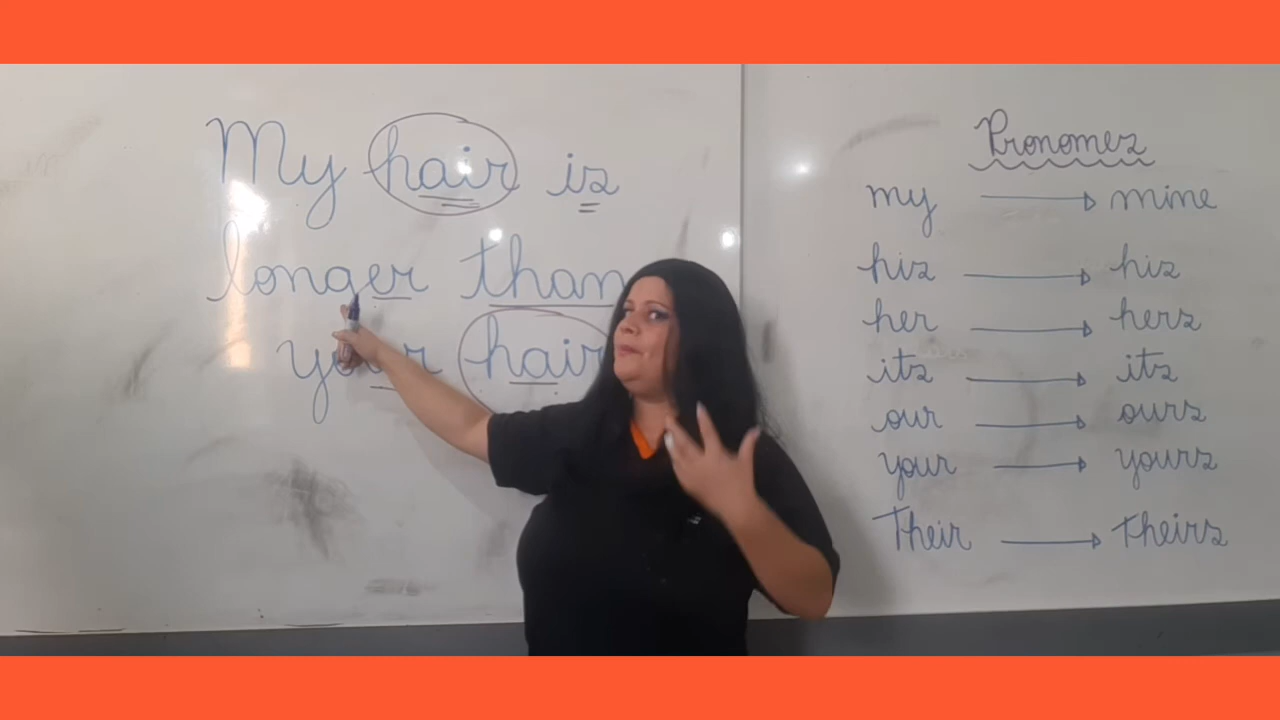 My hair is
longer than
your hair
Pronomes
my → mine
his → his
her → hers
its → its
our → ours
your → yours
Their → theirs